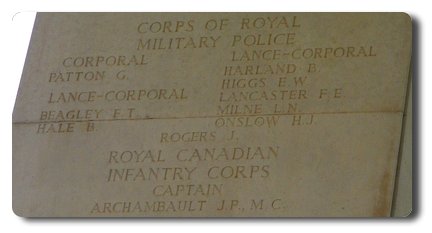 CORPS OF ROYAL
MILITARY POLICE
CORPORAL
PATTON G.
LANCE-CORPORAL
BEAGLEY F.T.
HALE B.
LANCE-CORPORAL
HARLAND B.
HIGGS E.W.
LANCASTER F.E.
MILNE L.N.
ONSLOW H.J.
ROGERS J.
ROYAL CANADIAN
INFANTRY CORPS
CAPTAIN
ARCHAMBAULT J.P., M.C.